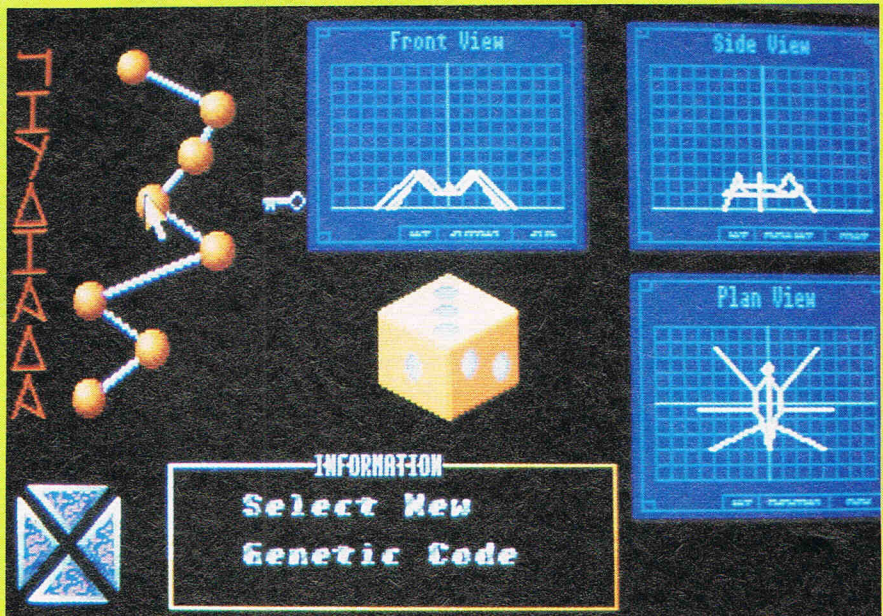 Front View
Side View
Plan View
INFORMATION
Select New
Genetic Code